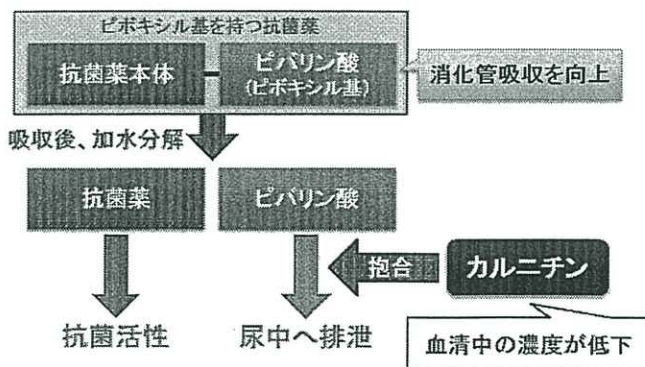 ピボキシル基を持つ抗菌薬
抗菌薬本体
ピバリン酸
(ピボキシル基)
消化管吸収を向上
吸収後、加水分解
抗菌薬
ピバリン酸
抱合
カルニチン
抗菌活性
尿中へ排泄
血清中の濃度が低下